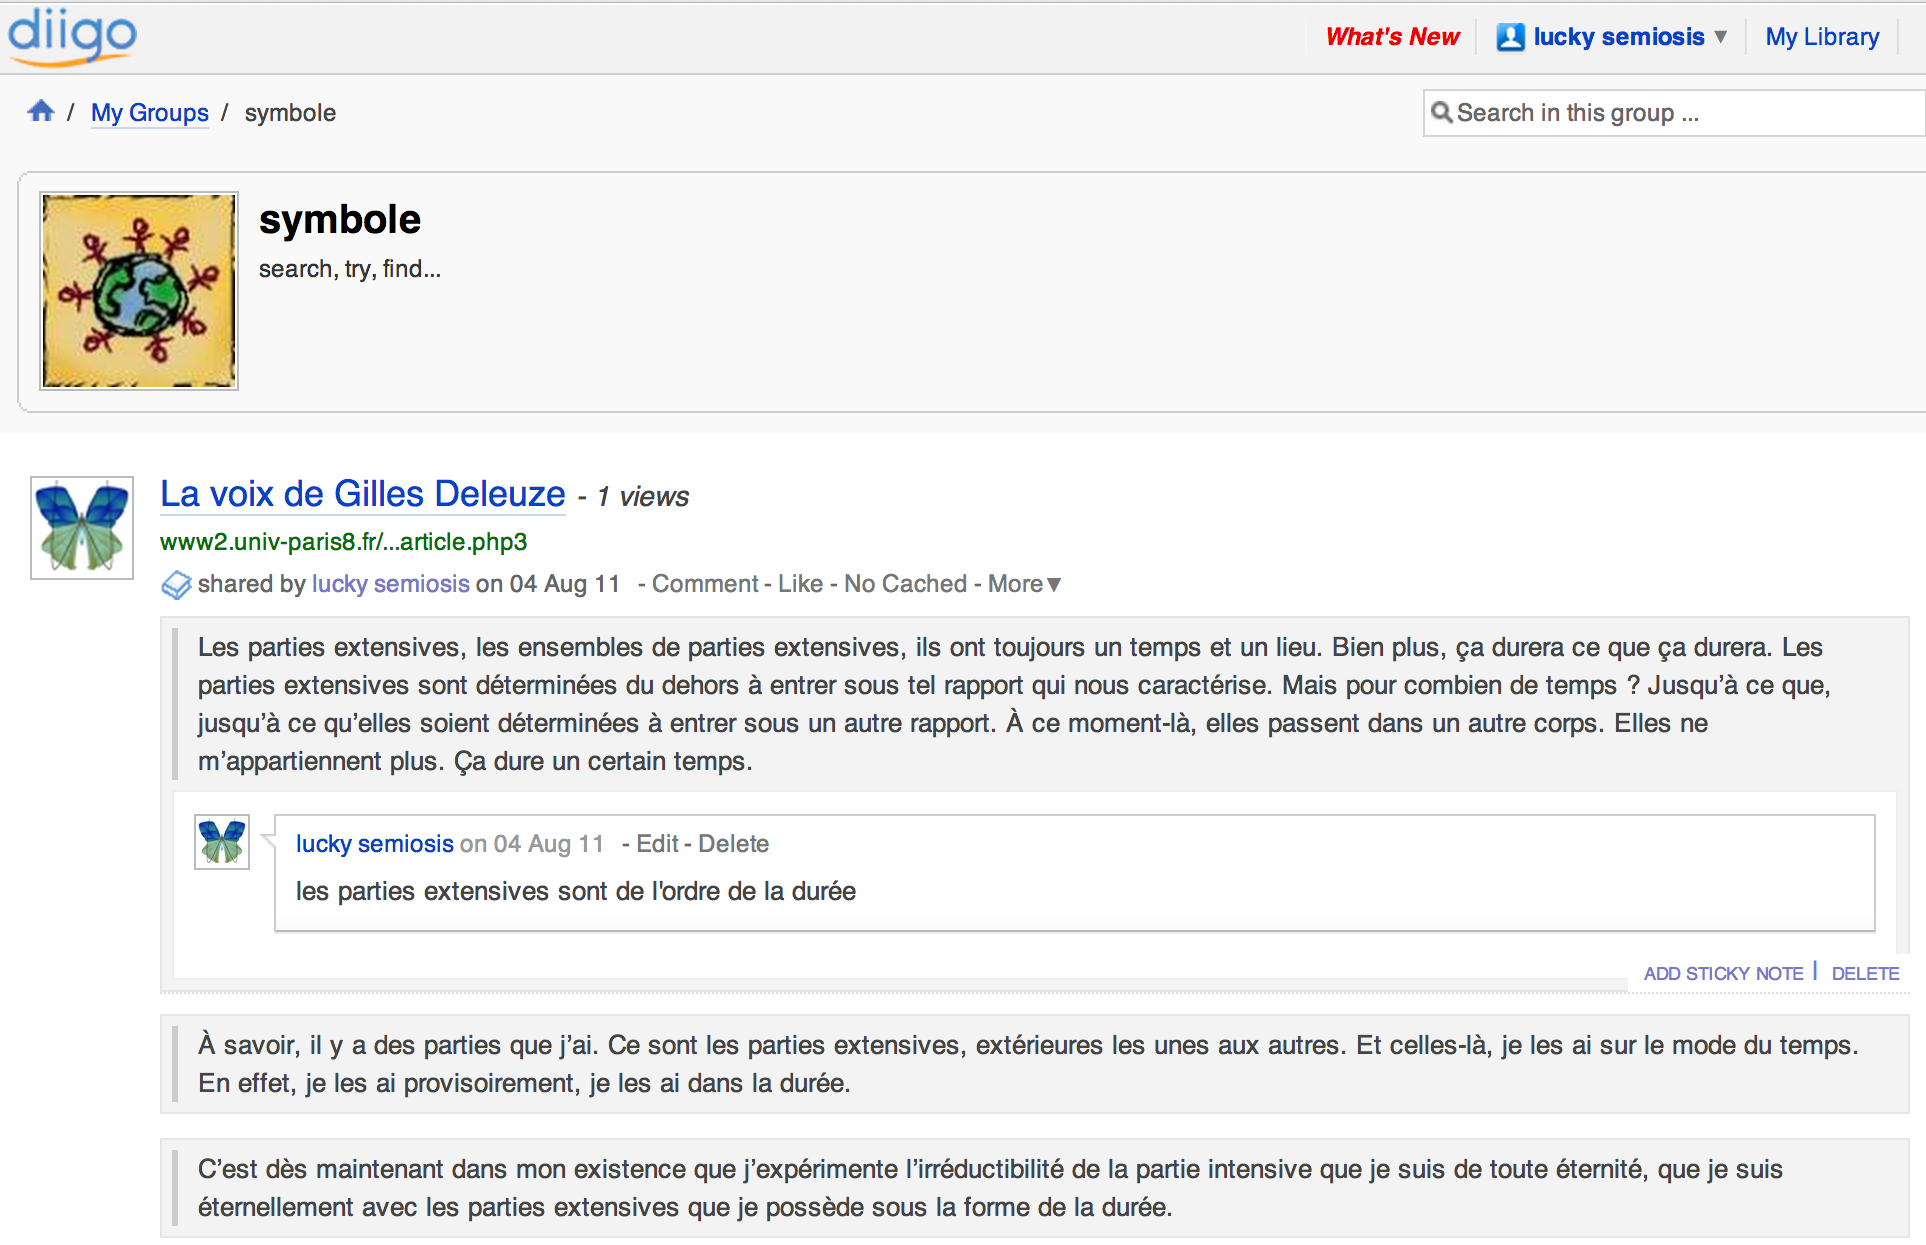 diigo
What's New lucky semiosis ▼ My Library
/ My Groups / symbole
Search in this group ...
symbole
search, try, find...
La voix de Gilles Deleuze - 1 views
www2.univ-paris8.fr/...article.php3
shared by lucky semiosis on 04 Aug 11 - Comment - Like - No Cached - More▼
Les parties extensives, les ensembles de parties extensives, ils ont toujours un temps et un lieu. Bien plus, ça durera ce que ça durera. Les
parties extensives sont déterminées du dehors à entrer sous tel rapport qui nous caractérise. Mais pour combien de temps ? Jusqu’à ce que,
jusqu’à ce qu’elles soient déterminées à entrer sous un autre rapport. À ce moment-là, elles passent dans un autre corps. Elles ne
m’appartiennent plus. Ça dure un certain temps.
lucky semiosis on 04 Aug 11 - Edit - Delete
les parties extensives sont de l'ordre de la durée
ADD STICKY NOTE | DELETE
À savoir, il y a des parties que j’ai. Ce sont les parties extensives, extérieures les unes aux autres. Et celles-là, je les ai sur le mode du temps.
En effet, je les ai provisoirement, je les ai dans la durée.
C’est dès maintenant dans mon existence que j’expérimente l’irréductibilité de la partie intensive que je suis de toute éternité, que je suis
éternellement avec les parties extensives que je possède sous la forme de la durée.